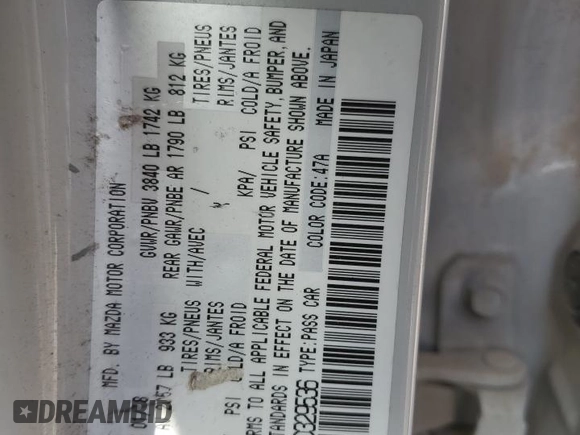 MFD. BY MAZDA MOTOR CORPORATION
GVWR/PNBV 3840 LB 1742 KG
57 LB 933 KG REAR GAWR/PNBE AR 1790 LB 812 KG
TIRES/PNEUS WITH/AVEC / TIRES/PNEUS
RIMS/JANTES RIMS/JANTES
PSI COLD/A FROID KPA/ PSI COLD/A FROID
RMS TO ALL APPLICABLE FEDERAL MOTOR VEHICLE SAFETY, BUMPER, AND
TANDARDS IN EFFECT ON THE DATE OF MANUFACTURE SHOWN ABOVE.
C329536 TYPE:PASS CAR COLOR CODE:47A MADE IN JAPAN
DREAMBID